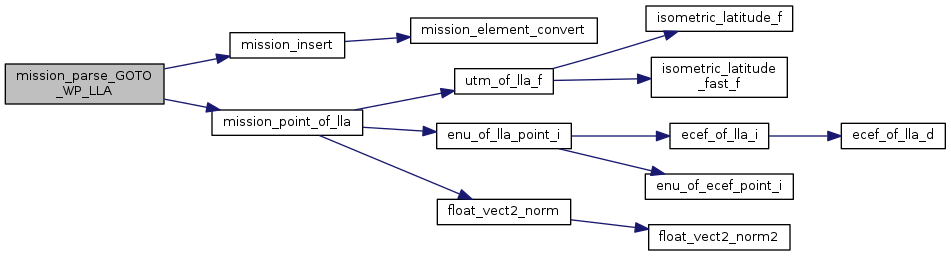 mission_parse_GOTO
_WP_LLA
mission_insert
mission_element_convert
mission_point_of_lla
utm_of_lla_f
isometric_latitude_f
isometric_latitude
_fast_f
enu_of_lla_point_i
ecef_of_lla_i
ecef_of_lla_d
enu_of_ecef_point_i
float_vect2_norm
float_vect2_norm2